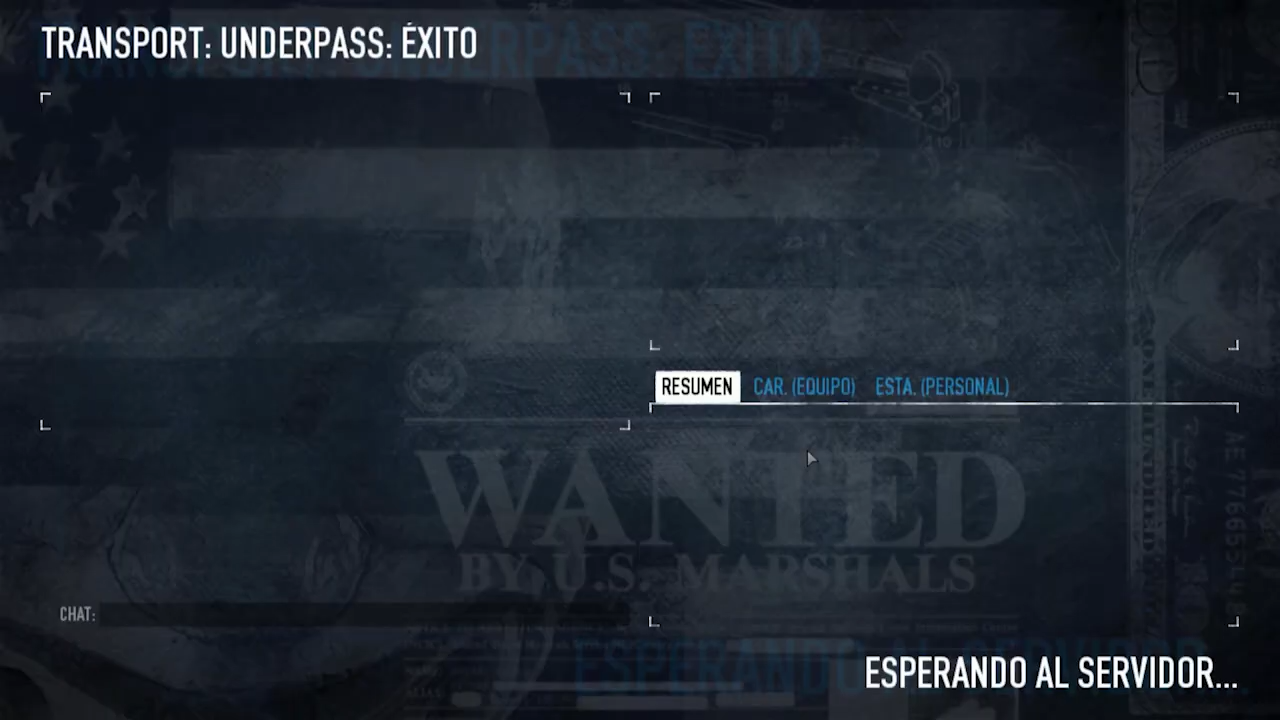 TRANSPORT: UNDERPASS: ÉXITO
RESUMEN CAR. (EQUIPO) ESTA. (PERSONAL)
WANTED
BY U.S. MARSHALS
CHAT:
ESPERANDO AL SERVIDOR...